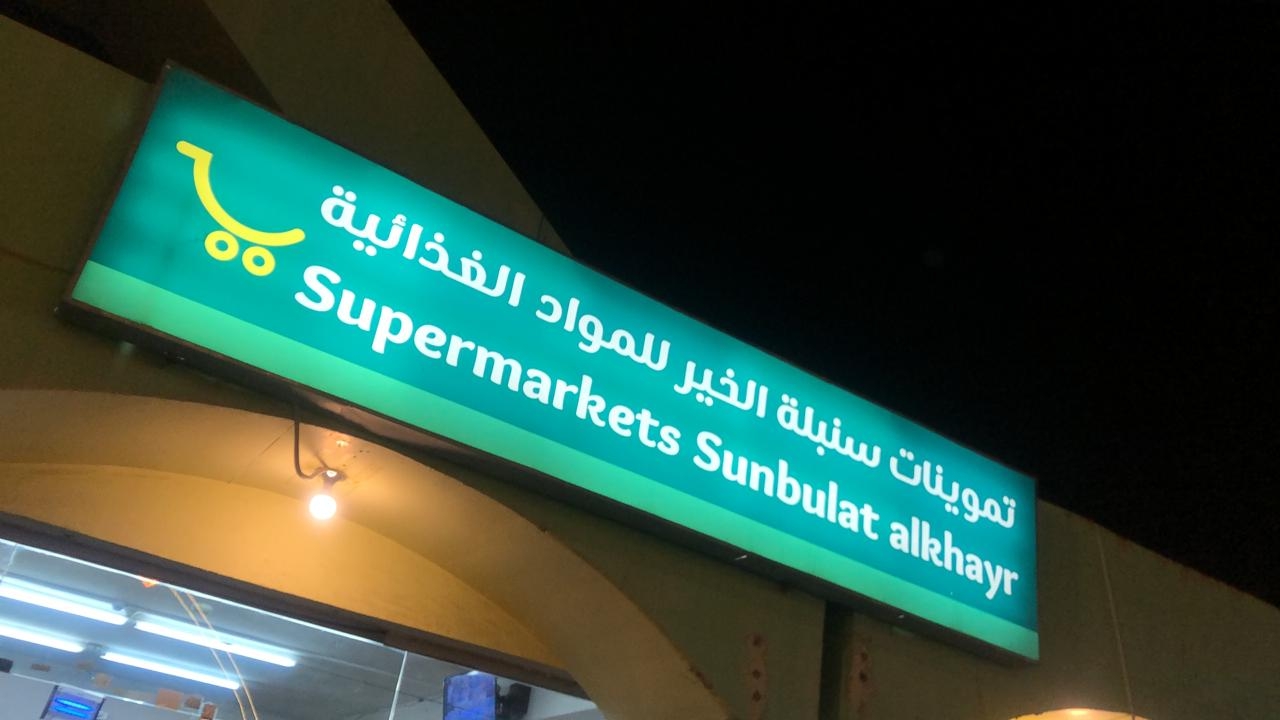 تموينات سنبلة الخير للمواد الغذائية
Supermarkets Sunbulat alkhayr